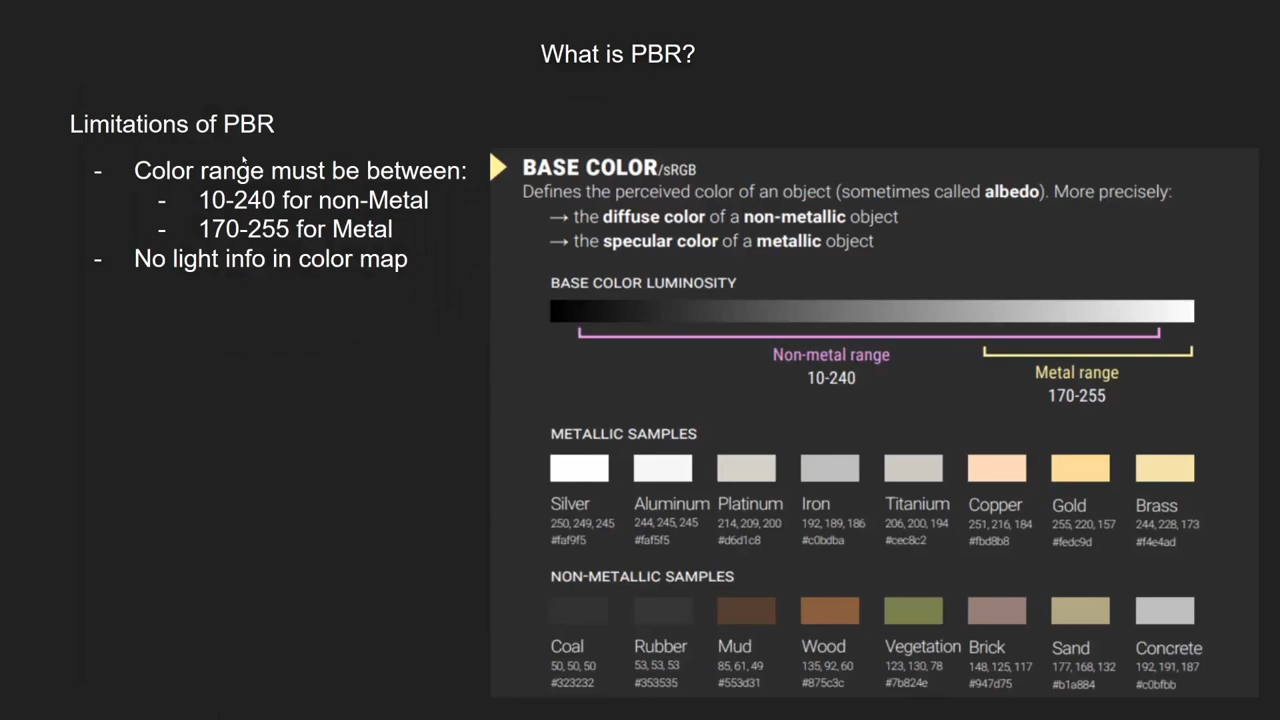 What is PBR?
Limitations of PBR
- Color range must be between:
- 10-240 for non-Metal
- 170-255 for Metal
- No light info in color map
BASE COLOR/sRGB
Defines the perceived color of an object (sometimes called albedo). More precisely:
→ the diffuse color of a non-metallic object
→ the specular color of a metallic object
BASE COLOR LUMINOSITY
Non-metal range
10-240
Metal range
170-255
METALLIC SAMPLES
Silver Aluminum Platinum Iron Titanium Copper Gold Brass
250, 249, 245 244, 245, 245 214, 209, 200 192, 189, 186 206, 200, 194 251, 216, 184 255, 220, 157 244, 228, 173
#faf9f5 #faf5f5 #d6d1c8 #c0bdba #cec8c2 #fbd8b8 #fedc9d #f4e4ad
NON-METALLIC SAMPLES
Coal Rubber Mud Wood Vegetation Brick Sand Concrete
50, 50, 50 53, 53, 53 85, 61, 49 135, 92, 60 123, 130, 78 148, 125, 117 177, 168, 132 192, 191, 187
#323232 #353535 #553d31 #875c3c #7b824e #947d75 #b1a884 #c0bfbb